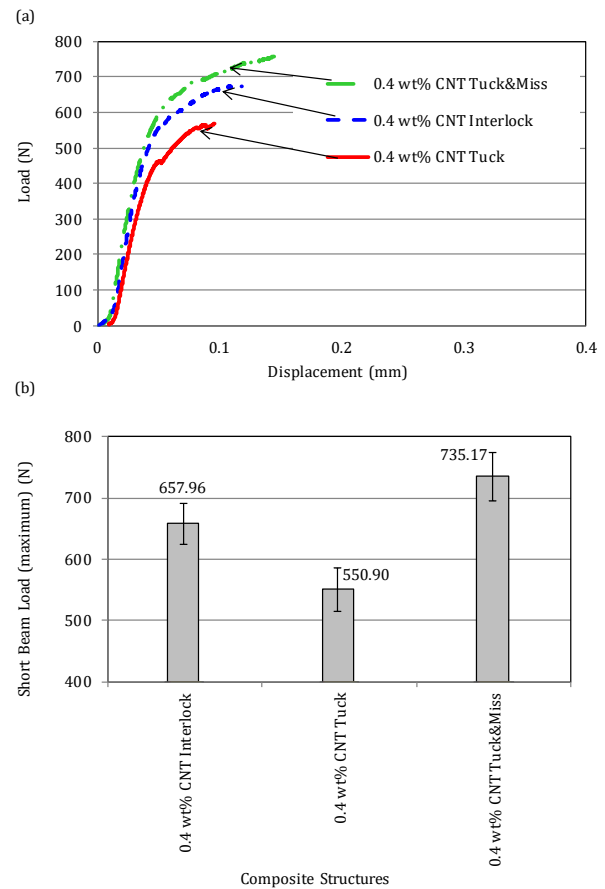 (a)
800
700
600
500
400
300
200
100
0
Load (N)
0.4 wt% CNT Tuck&Miss
0.4 wt% CNT Interlock
0.4 wt% CNT Tuck
0 0.1 0.2 0.3 0.4
Displacement (mm)
(b)
800
700
600
500
400
Short Beam Load (maximum) (N)
657.96
550.90
735.17
0.4 wt% CNT Interlock
0.4 wt% CNT Tuck
0.4 wt% CNT Tuck&Miss
Composite Structures